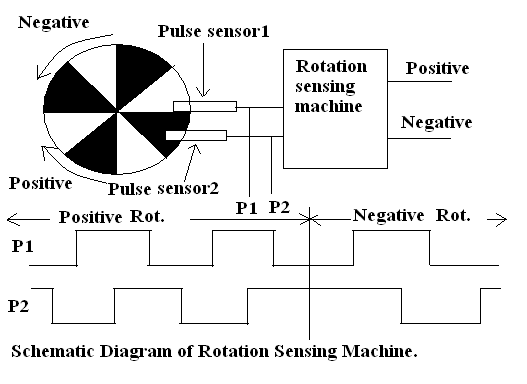 Negative
Pulse sensor1
Rotation
sensing
machine
Positive
Negative
Positive
Pulse sensor2
P1 P2
Positive Rot.
Negative Rot.
P1
P2
Schematic Diagram of Rotation Sensing Machine.